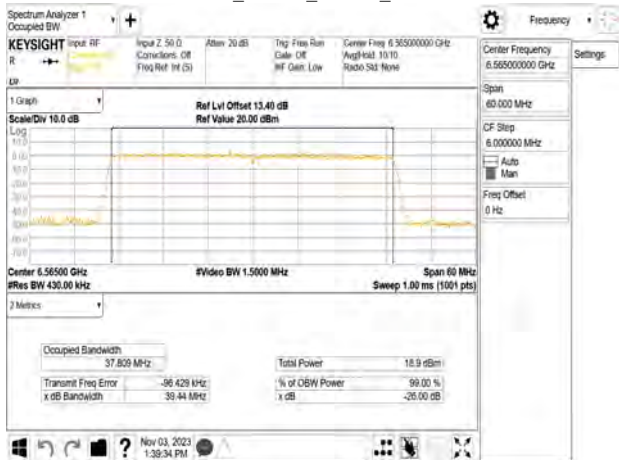 Spectrum Analyzer 1
Occupied BW
Frequency
KEYSIGHT
Input: RF
Input Z: 50 Ω
Atten: 20 dB
Trig: Free Run
Center Freq: 6.565000000 GHz
R
Corrections: Off
Gate: Off
Avg|Hold: 10/10
Freq Ref: Int (S)
#IF Gain: Low
Radio Std: None
Center Frequency
6.565000000 GHz
Settings
Span
60.000 MHz
CF Step
6.000000 MHz
Auto
Man
Freq Offset
0 Hz
1 Graph
Scale/Div 10.0 dB
Ref Lvl Offset 13.40 dB
Ref Value 20.00 dBm
Log
Center 6.56500 GHz
#Video BW 1.5000 MHz
Span 60 MHz
#Res BW 430.00 kHz
Sweep 1.00 ms (1001 pts)
2 Metrics
Occupied Bandwidth
37.809 MHz
Total Power
18.9 dBm
Transmit Freq Error
-96.429 kHz
% of OBW Power
99.00 %
x dB Bandwidth
39.44 MHz
x dB
-26.00 dB
Nov 03, 2023
1:39:34 PM